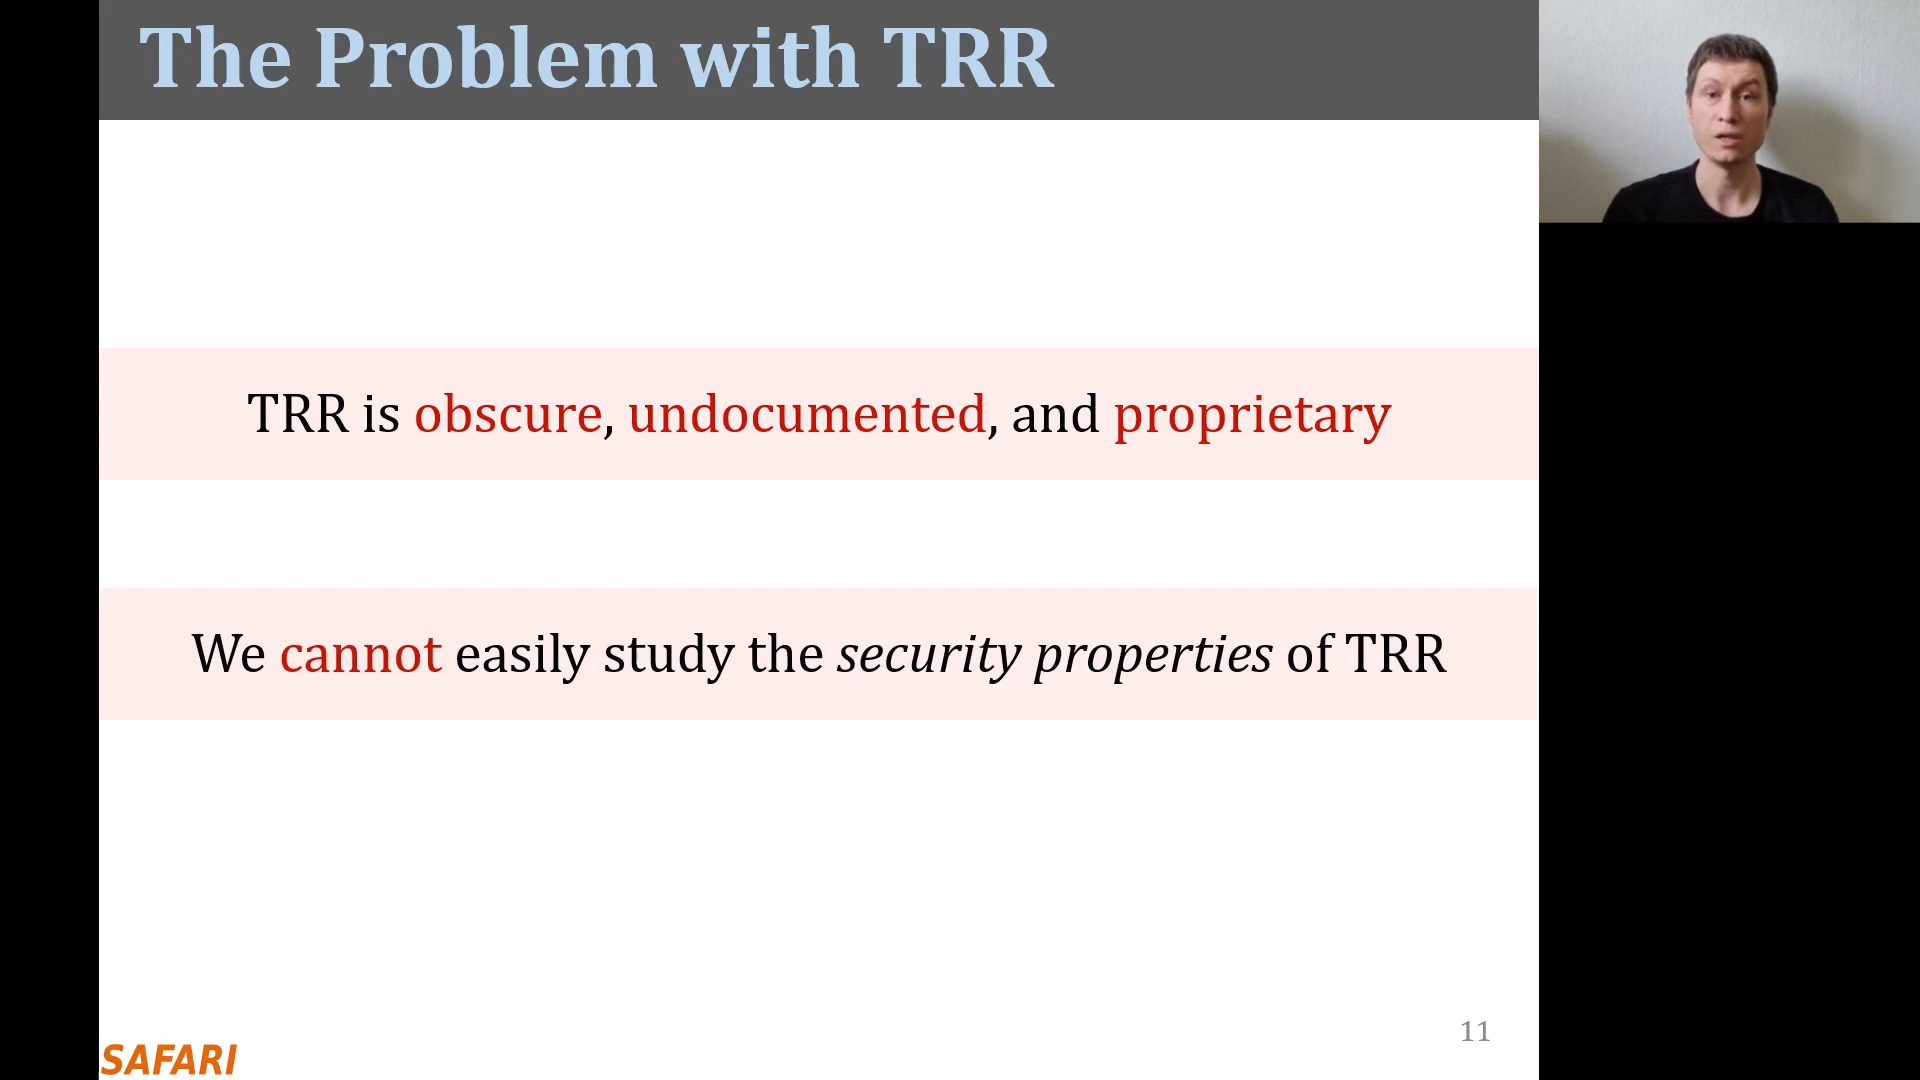 The Problem with TRR
TRR is obscure, undocumented, and proprietary
We cannot easily study the security properties of TRR
11
SAFARI